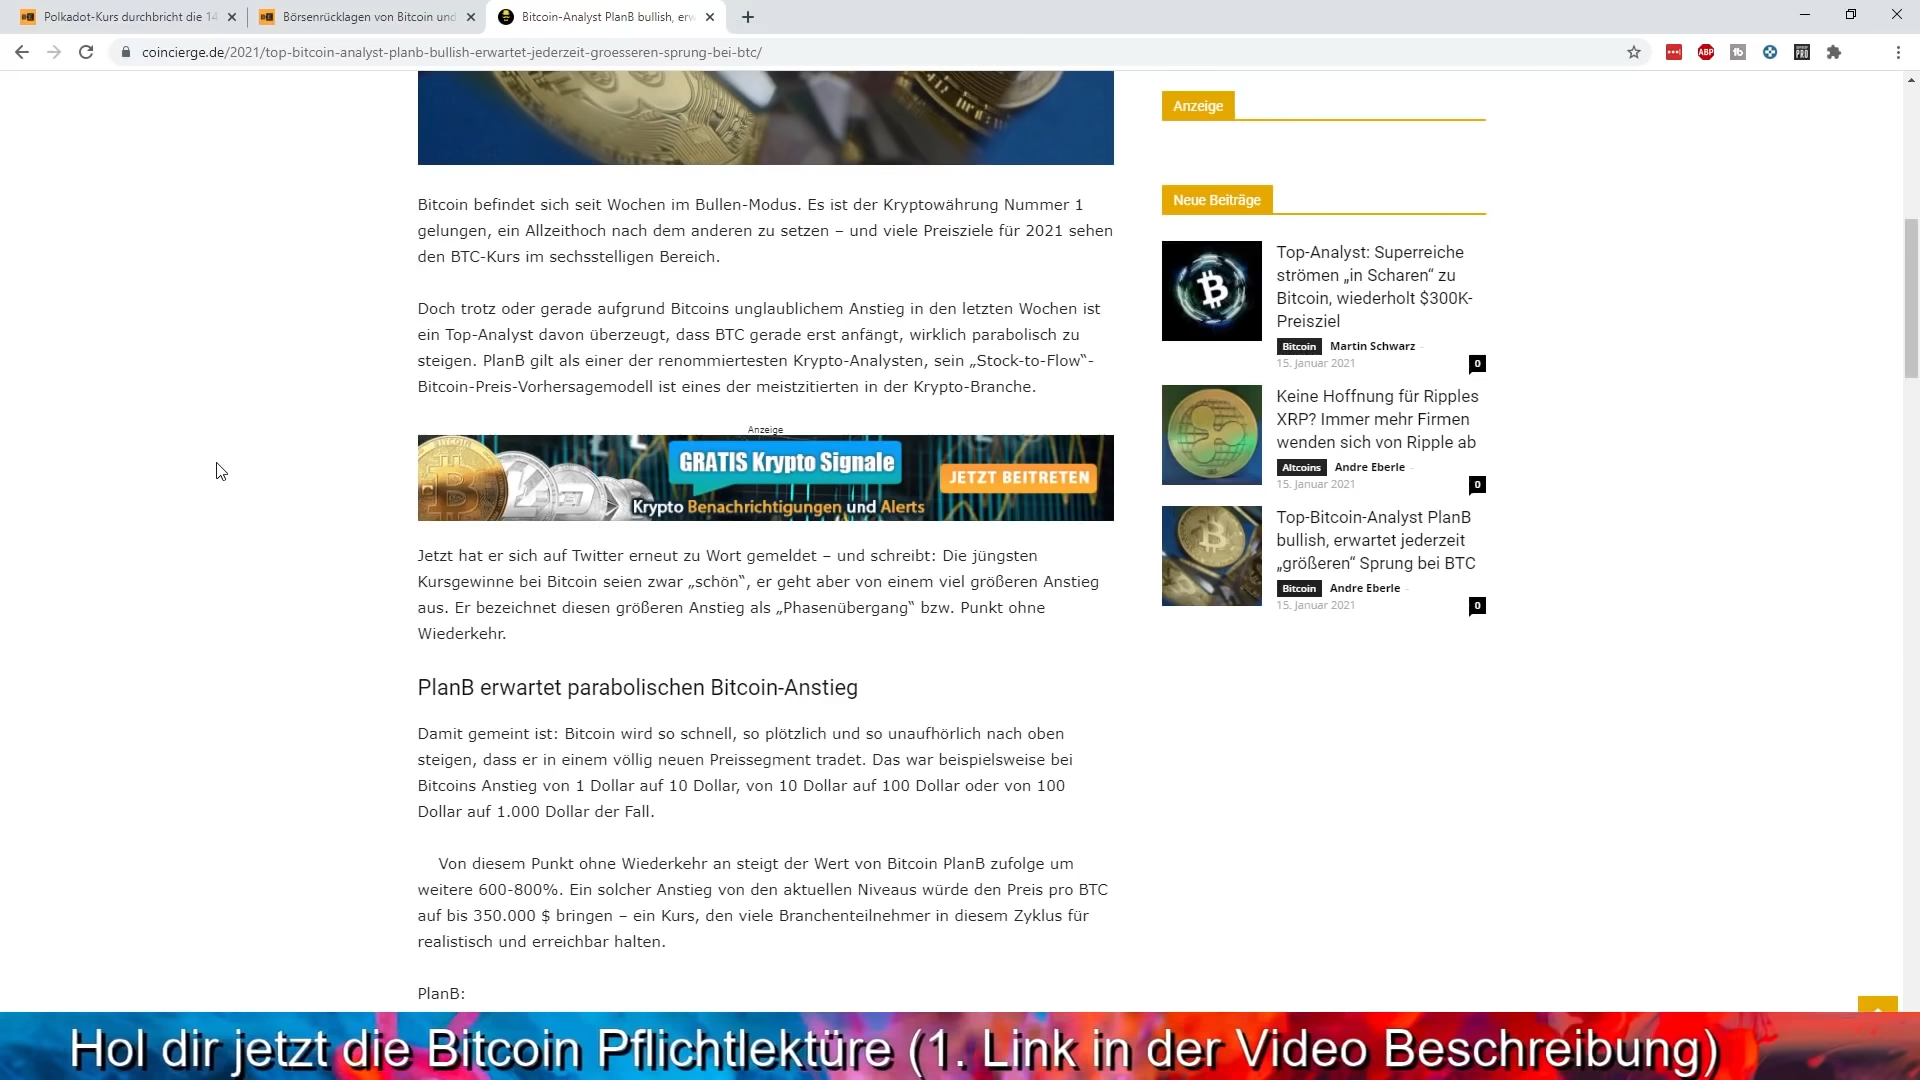 Polkadot-Kurs durchbricht die 14
Börsenrücklagen von Bitcoin und
Bitcoin-Analyst PlanB bullish, erw
coincierge.de/2021/top-bitcoin-analyst-planb-bullish-erwartet-jederzeit-groesseren-sprung-bei-btc/
ABP
PRO
Bitcoin befindet sich seit Wochen im Bullen-Modus. Es ist der Kryptowährung Nummer 1
gelungen, ein Allzeithoch nach dem anderen zu setzen – und viele Preisziele für 2021 sehen
den BTC-Kurs im sechsstelligen Bereich.
Doch trotz oder gerade aufgrund Bitcoins unglaublichem Anstieg in den letzten Wochen ist
ein Top-Analyst davon überzeugt, dass BTC gerade erst anfängt, wirklich parabolisch zu
steigen. PlanB gilt als einer der renommiertesten Krypto-Analysten, sein „Stock-to-Flow“-
Bitcoin-Preis-Vorhersagemodell ist eines der meistzitierten in der Krypto-Branche.
Anzeige
GRATIS Krypto Signale
JETZT BEITRETEN
Krypto Benachrichtigungen und Alerts
Jetzt hat er sich auf Twitter erneut zu Wort gemeldet – und schreibt: Die jüngsten
Kursgewinne bei Bitcoin seien zwar „schön“, er geht aber von einem viel größeren Anstieg
aus. Er bezeichnet diesen größeren Anstieg als „Phasenübergang“ bzw. Punkt ohne
Wiederkehr.
PlanB erwartet parabolischen Bitcoin-Anstieg
Damit gemeint ist: Bitcoin wird so schnell, so plötzlich und so unaufhörlich nach oben
steigen, dass er in einem völlig neuen Preissegment tradet. Das war beispielsweise bei
Bitcoins Anstieg von 1 Dollar auf 10 Dollar, von 10 Dollar auf 100 Dollar oder von 100
Dollar auf 1.000 Dollar der Fall.
Von diesem Punkt ohne Wiederkehr an steigt der Wert von Bitcoin PlanB zufolge um
weitere 600-800%. Ein solcher Anstieg von den aktuellen Niveaus würde den Preis pro BTC
auf bis 350.000 $ bringen – ein Kurs, den viele Branchenteilnehmer in diesem Zyklus für
realistisch und erreichbar halten.
PlanB:
Anzeige
Neue Beiträge
Top-Analyst: Superreiche
strömen „in Scharen“ zu
Bitcoin, wiederholt $300K-
Preisziel
Bitcoin Martin Schwarz -
15. Januar 2021 0
Keine Hoffnung für Ripples
XRP? Immer mehr Firmen
wenden sich von Ripple ab
Altcoins Andre Eberle -
15. Januar 2021 0
Top-Bitcoin-Analyst PlanB
bullish, erwartet jederzeit
„größeren“ Sprung bei BTC
Bitcoin Andre Eberle -
15. Januar 2021 0
Hol dir jetzt die Bitcoin Pflichtlektüre (1. Link in der Video Beschreibung)